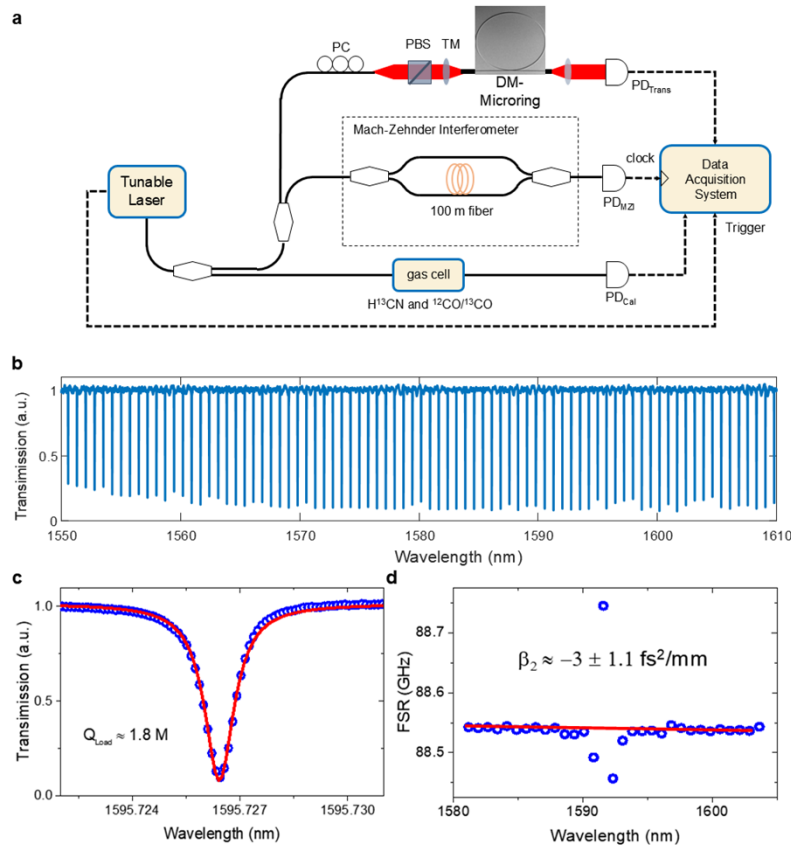 a
PC
PBS
TM
DM-
Microring
PD_Trans
Mach-Zehnder Interferometer
100 m fiber
clock
PD_MZI
Data
Acquisition
System
Trigger
Tunable
Laser
gas cell
H¹³CN and ¹²CO/¹³CO
PD_Cal
b
Transimission (a.u.)
1
0.5
0
1550
1560
1570
1580
1590
1600
1610
Wavelength (nm)
c
Transimission (a.u.)
1.0
0.5
0.0
Q_Load ≈ 1.8 M
1595.724
1595.727
1595.730
Wavelength (nm)
d
FSR (GHz)
88.7
88.6
88.5
β₂ ≈ −3 ± 1.1 fs²/mm
1580
1590
1600
Wavelength (nm)